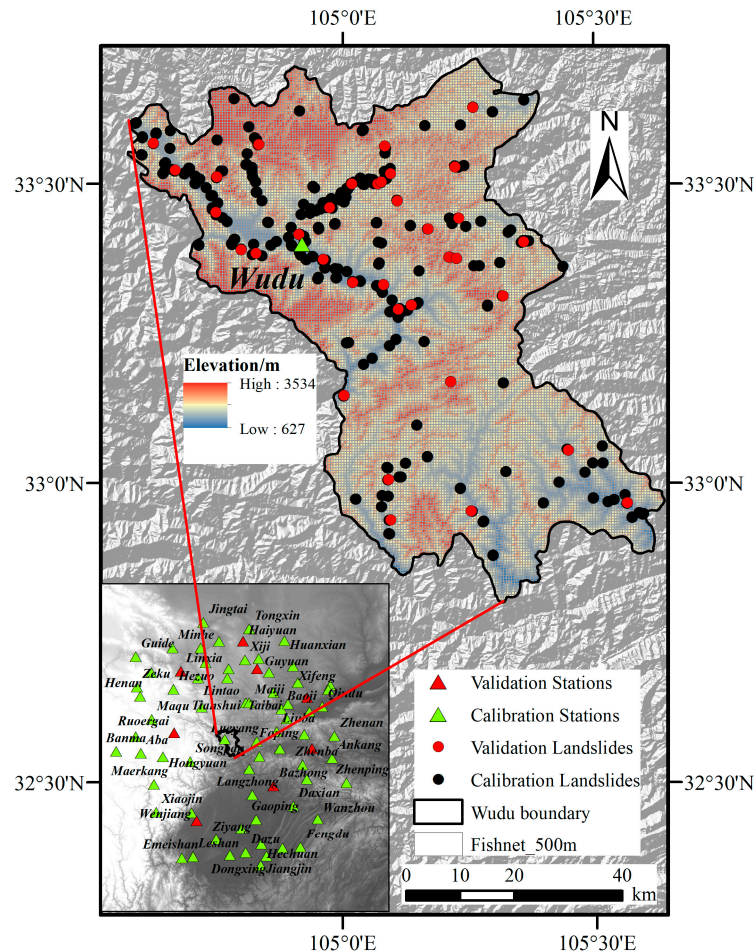 105°0'E
105°30'E
N
33°30'N
33°30'N
Wudu
Elevation/m
High : 3534
Low : 627
33°0'N
33°0'N
Jingtai
Tongxin
Minhe
Haiyuan
Guide
Xiji
Huanxian
Linxia
Guyuan
Zeku
Hezuo
Xifeng
Henan
Lintao
Maiji
Baoji
Maqu
Tianshui
Taibai
Ruoergai
Liuba
Zhenan
Banma
Aba
Foping
Ankang
Songpan
Zhenba
Hongyuan
Maerkang
Langzhong
Bazhong
Zhenping
Daxian
Xiaojin
Gaoping
Wanzhou
Wenjiang
Ziyang
Fengdu
Emeishan
Leshan
Dazu
Hechuan
Dongxing
Jiangjin
Validation Stations
Calibration Stations
Validation Landslides
Calibration Landslides
Wudu boundary
Fishnet_500m
32°30'N
32°30'N
0 10 20 40
km
105°0'E
105°30'E